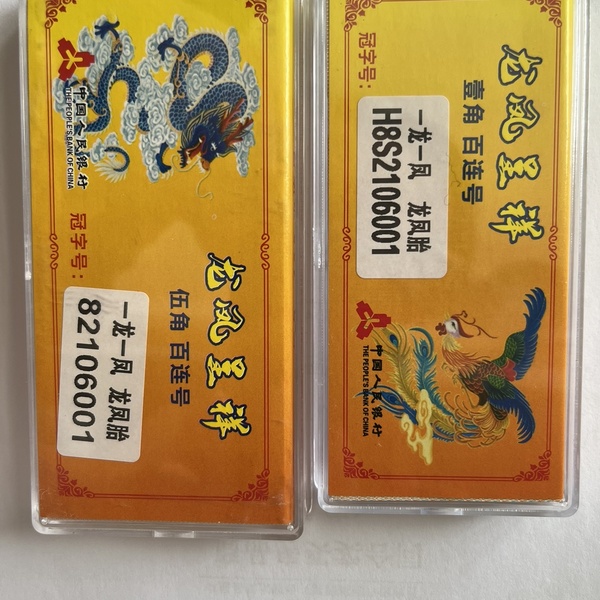 中国人民银行
THE PEOPLE'S BANK OF CHINA
龙凤呈祥
伍角 百连号
冠字号:
一龙一凤 龙凤胎
82106001
龙凤呈祥
壹角 百连号
冠字号:
一龙一凤 龙凤胎
H8S2106001
中国人民银行
THE PEOPLE'S BANK OF CHINA